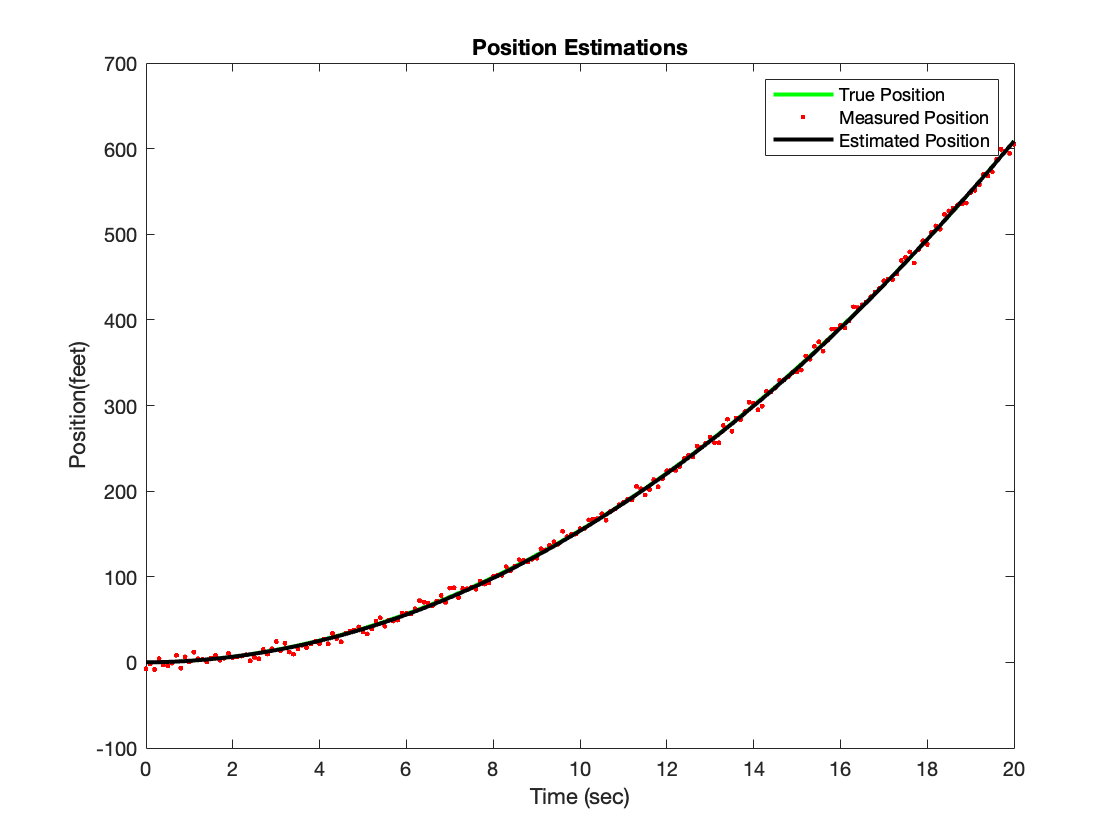 Position Estimations
True Position
Measured Position
Estimated Position
700
600
500
400
300
200
100
0
-100
Position(feet)
0 2 4 6 8 10 12 14 16 18 20
Time (sec)